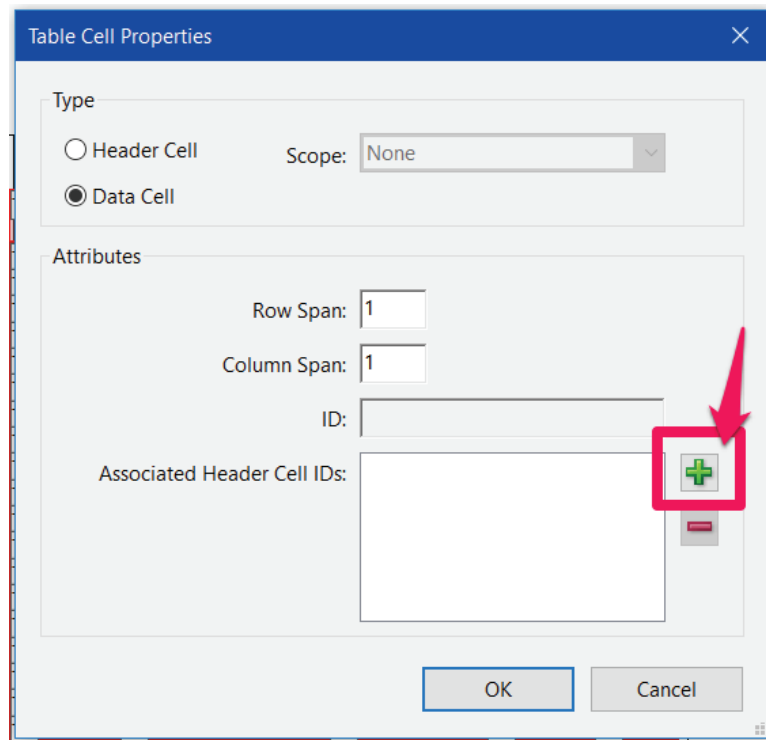 Table Cell Properties
Type
Header Cell
Scope: None
Data Cell
Attributes
Row Span: 1
Column Span: 1
ID:
Associated Header Cell IDs:
OK Cancel